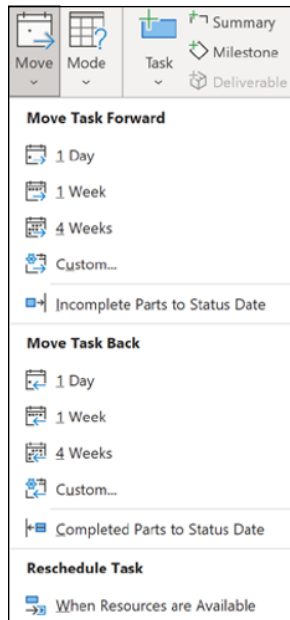 Summary
Milestone
Move Mode Task
Deliverable
Move Task Forward
1 Day
1 Week
4 Weeks
Custom...
Incomplete Parts to Status Date
Move Task Back
1 Day
1 Week
4 Weeks
Custom...
Completed Parts to Status Date
Reschedule Task
When Resources are Available